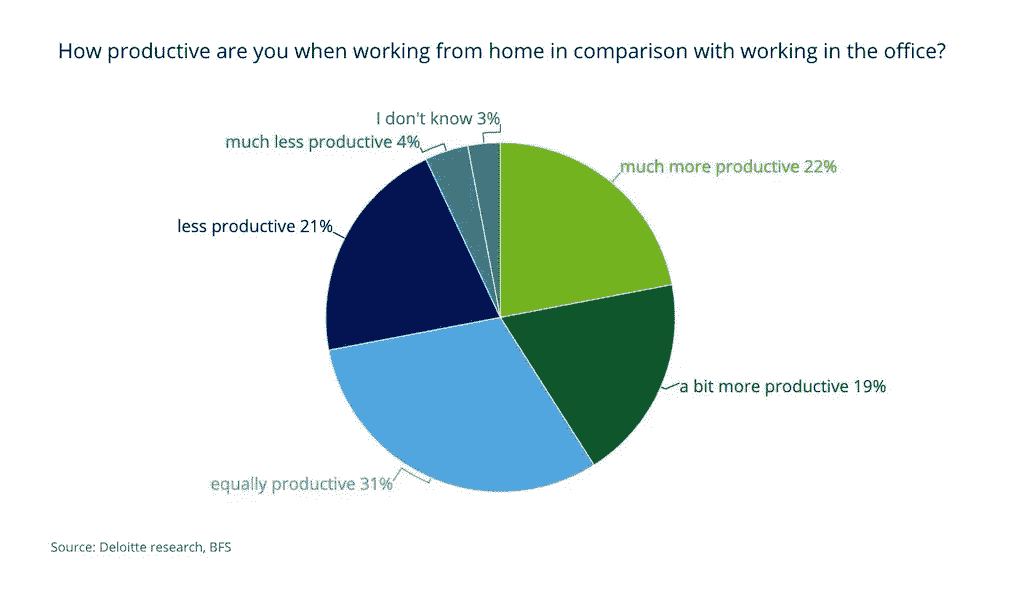 How productive are you when working from home in comparison with working in the office?
I don't know 3%
much less productive 4%
much more productive 22%
less productive 21%
a bit more productive 19%
equally productive 31%
Source: Deloitte research, BFS